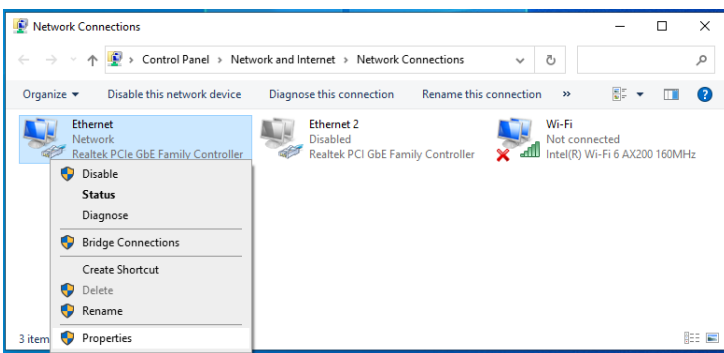 Network Connections
Control Panel > Network and Internet > Network Connections
Organize Disable this network device Diagnose this connection Rename this connection »
Ethernet
Network
Realtek PCIe GbE Family Controller
Ethernet 2
Disabled
Realtek PCI GbE Family Controller
Wi-Fi
Not connected
Intel(R) Wi-Fi 6 AX200 160MHz
Disable
Status
Diagnose
Bridge Connections
Create Shortcut
Delete
Rename
Properties
3 item